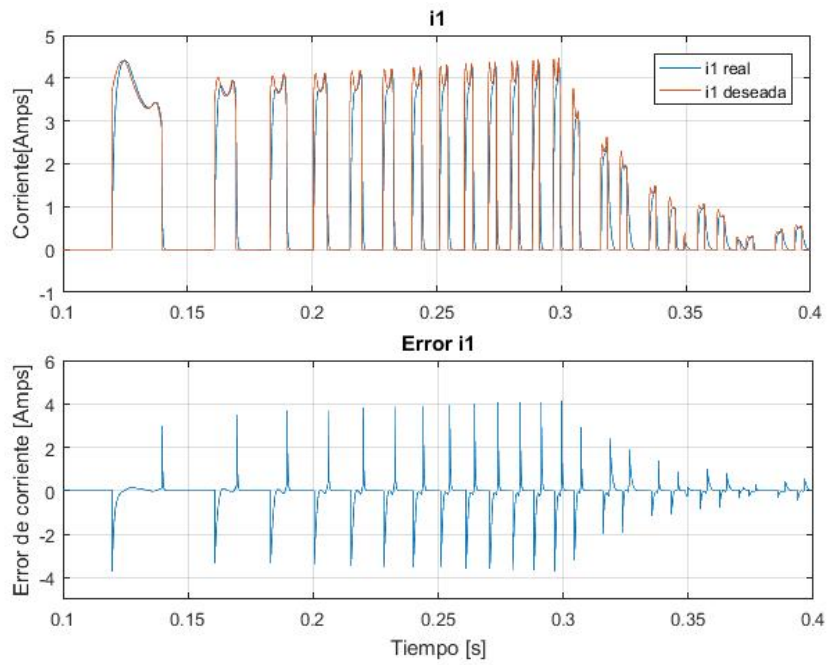 i1
Corriente[Amps]
5
4
3
2
1
0
-1
i1 real
i1 deseada
0.1 0.15 0.2 0.25 0.3 0.35 0.4
Error i1
Error de corriente [Amps]
6
4
2
0
-2
-4
0.1 0.15 0.2 0.25 0.3 0.35 0.4
Tiempo [s]